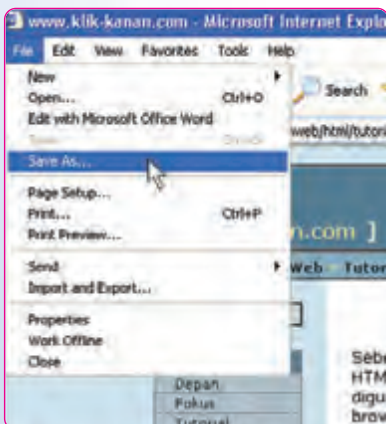 www.klik-kanan.com - Microsoft Internet Explo
File Edit View Favorites Tools Help
New
Open... Ctrl+O
Edit with Microsoft Office Word
Save As...
Page Setup...
Print... Ctrl+P
Print Preview...
Send
Import and Export...
Properties
Work Offline
Close
Search
web/html/tutori
n.com ]
Web Tutor
Depan
Fokus
Tutorial
Sebe
HTM
digu
brow